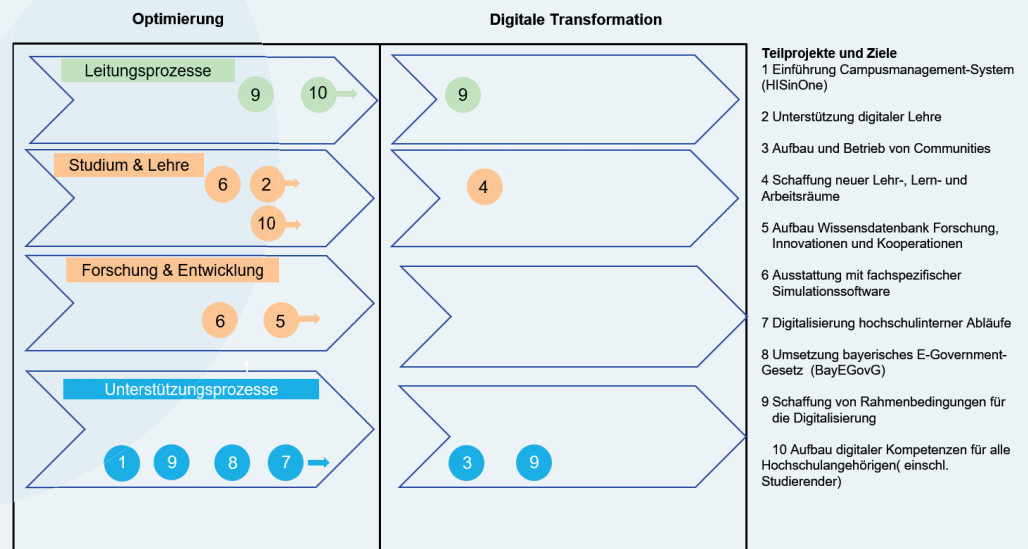 Optimierung
Digitale Transformation
Leitungsprozesse
9
10
9
Studium & Lehre
6
2
10
4
Forschung & Entwicklung
6
5
1
Unterstützungsprozesse
1
9
8
7
3
9
Teilprojekte und Ziele
1 Einführung Campusmanagement-System
(HISinOne)
2 Unterstützung digitaler Lehre
3 Aufbau und Betrieb von Communities
4 Schaffung neuer Lehr-, Lern- und
Arbeitsräume
5 Aufbau Wissensdatenbank Forschung,
Innovationen und Kooperationen
6 Ausstattung mit fachspezifischer
Simulationssoftware
7 Digitalisierung hochschulinterner Abläufe
8 Umsetzung bayerisches E-Government-
Gesetz (BayEGovG)
9 Schaffung von Rahmenbedingungen für
die Digitalisierung
10 Aufbau digitaler Kompetenzen für alle
Hochschulangehörigen( einschl.
Studierender)